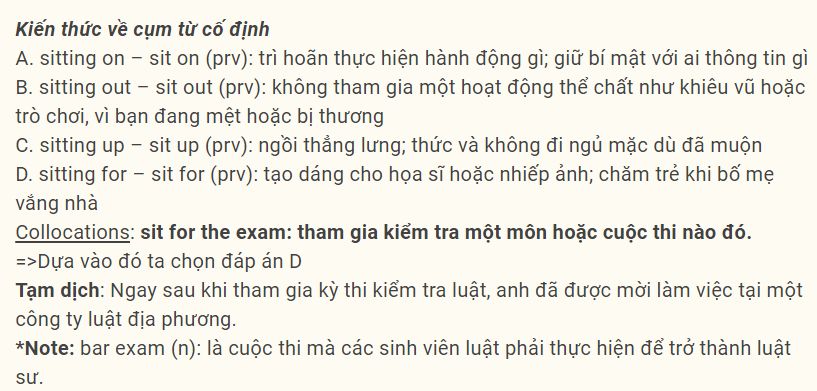 Kiến thức về cụm từ cố định
A. sitting on – sit on (prv): trì hoãn thực hiện hành động gì; giữ bí mật với ai thông tin gì
B. sitting out – sit out (prv): không tham gia một hoạt động thể chất như khiêu vũ hoặc
trò chơi, vì bạn đang mệt hoặc bị thương
C. sitting up – sit up (prv): ngồi thẳng lưng; thức và không đi ngủ mặc dù đã muộn
D. sitting for – sit for (prv): tạo dáng cho họa sĩ hoặc nhiếp ảnh; chăm trẻ khi bố mẹ
vắng nhà
Collocations: sit for the exam: tham gia kiểm tra một môn hoặc cuộc thi nào đó.
=>Dựa vào đó ta chọn đáp án D
Tạm dịch: Ngay sau khi tham gia kỳ thi kiểm tra luật, anh đã được mời làm việc tại một
công ty luật địa phương.
*Note: bar exam (n): là cuộc thi mà các sinh viên luật phải thực hiện để trở thành luật
sư.